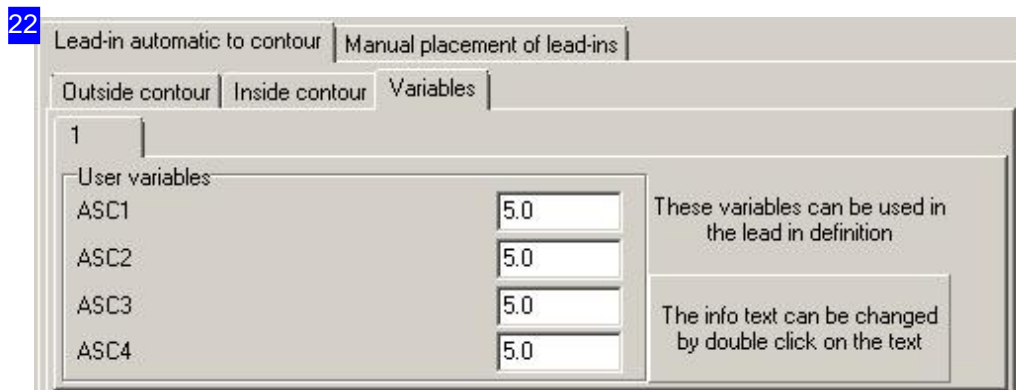 22
Lead-in automatic to contour Manual placement of lead-ins
Outside contour Inside contour Variables
1
User variables
ASC1 5.0
ASC2 5.0
ASC3 5.0
ASC4 5.0
These variables can be used in
the lead in definition
The info text can be changed
by double click on the text